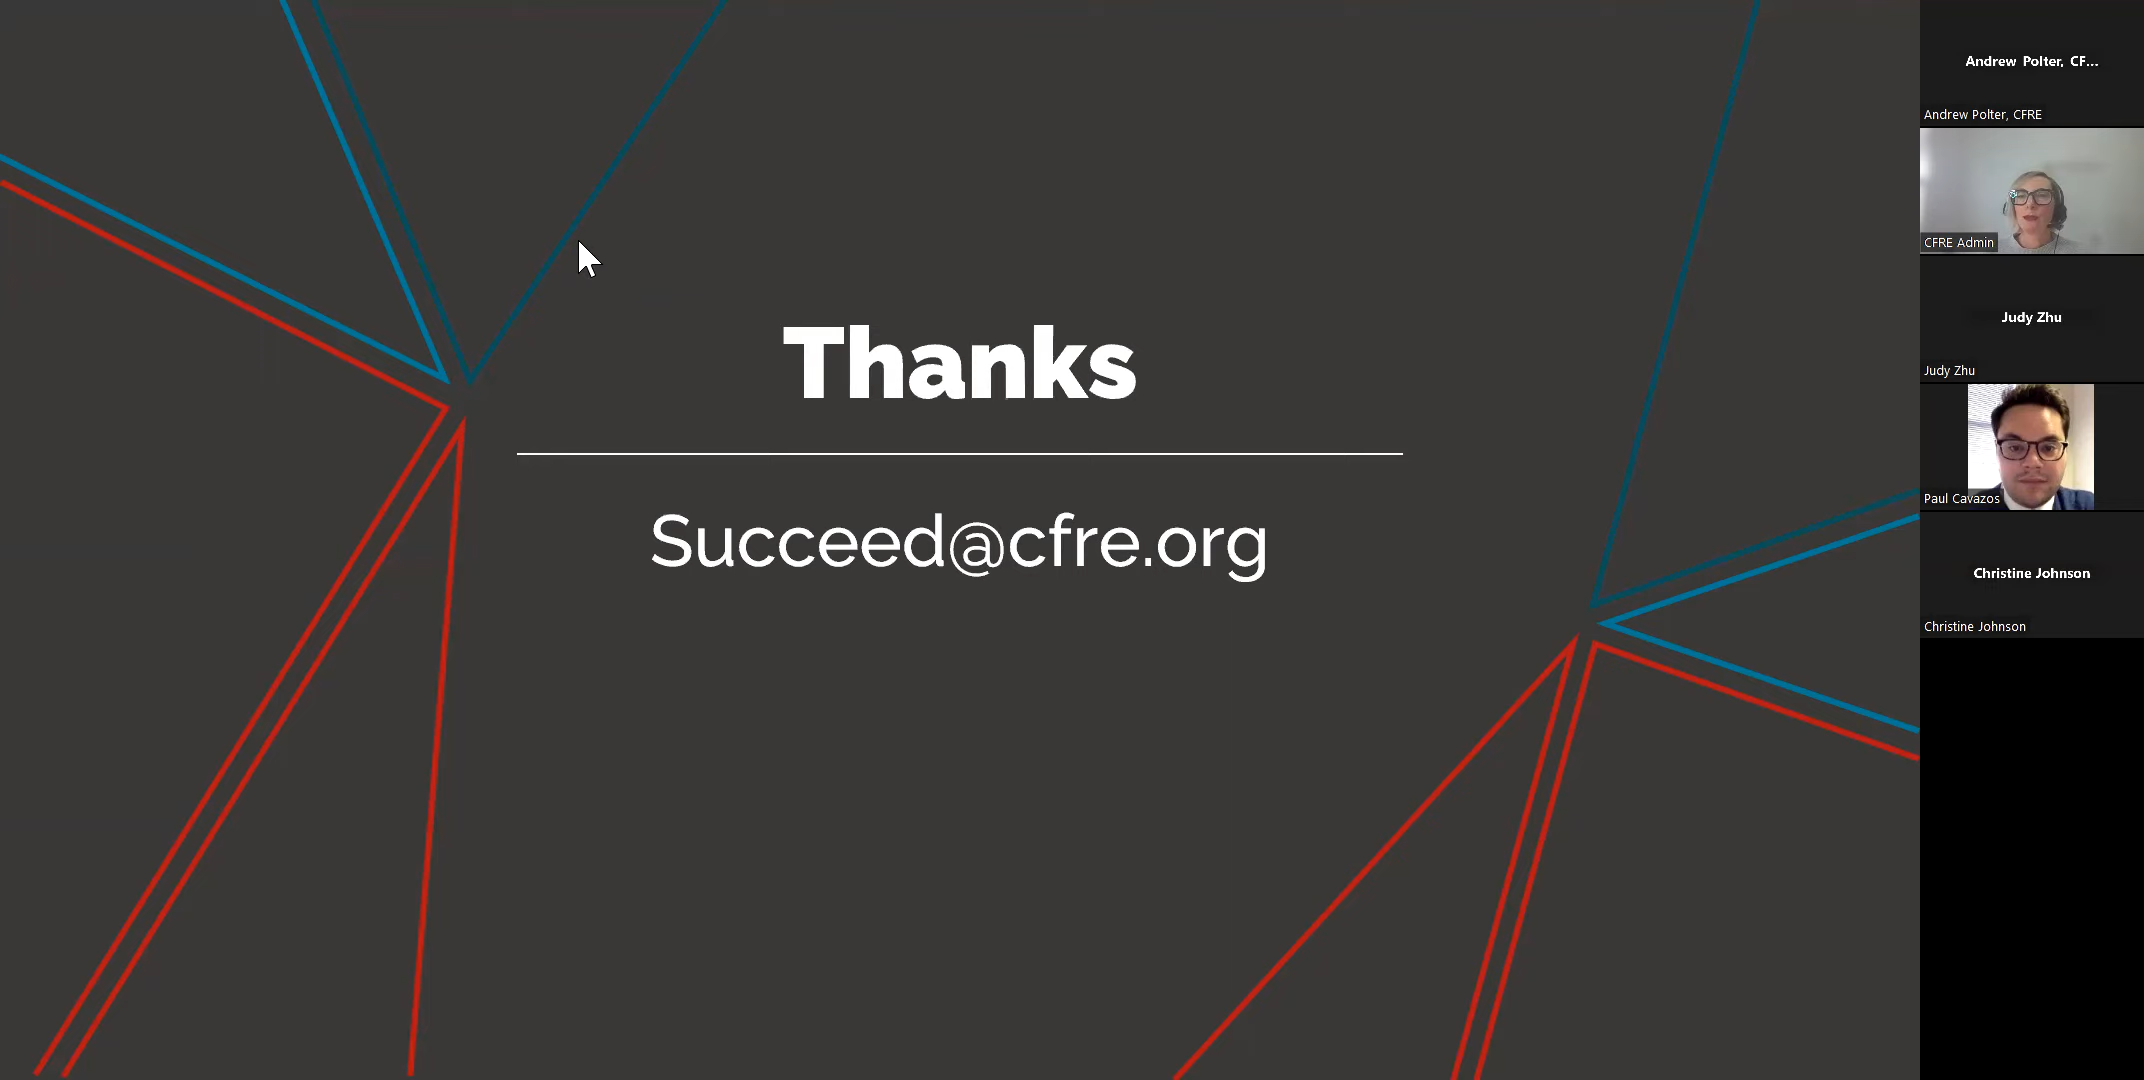 Thanks
Succeed@cfre.org
Andrew Polter, CF...
Andrew Polter, CFRE
CFRE Admin
Judy Zhu
Judy Zhu
Paul Cavazos
Christine Johnson
Christine Johnson